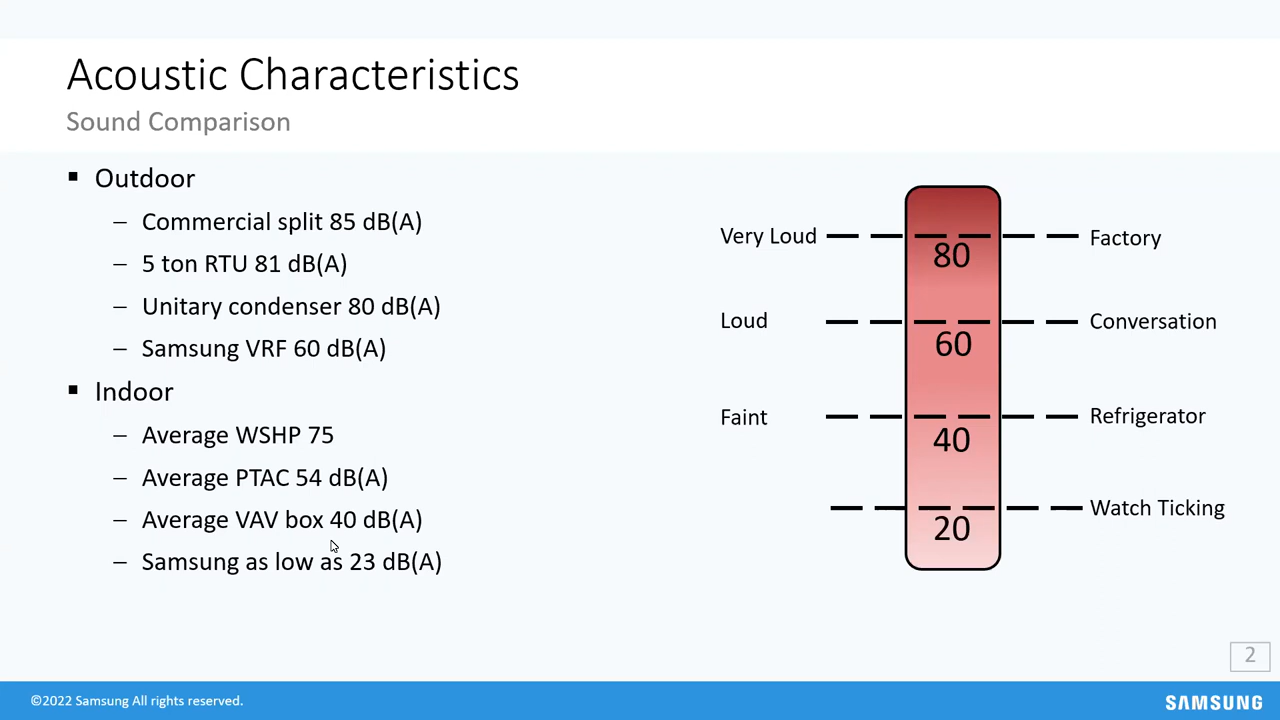 Acoustic Characteristics
Sound Comparison
▪ Outdoor
– Commercial split 85 dB(A)
– 5 ton RTU 81 dB(A)
– Unitary condenser 80 dB(A)
– Samsung VRF 60 dB(A)
▪ Indoor
– Average WSHP 75
– Average PTAC 54 dB(A)
– Average VAV box 40 dB(A)
– Samsung as low as 23 dB(A)
Very Loud 80 Factory
Loud 60 Conversation
Faint 40 Refrigerator
20 Watch Ticking
2
©2022 Samsung All rights reserved.
SAMSUNG